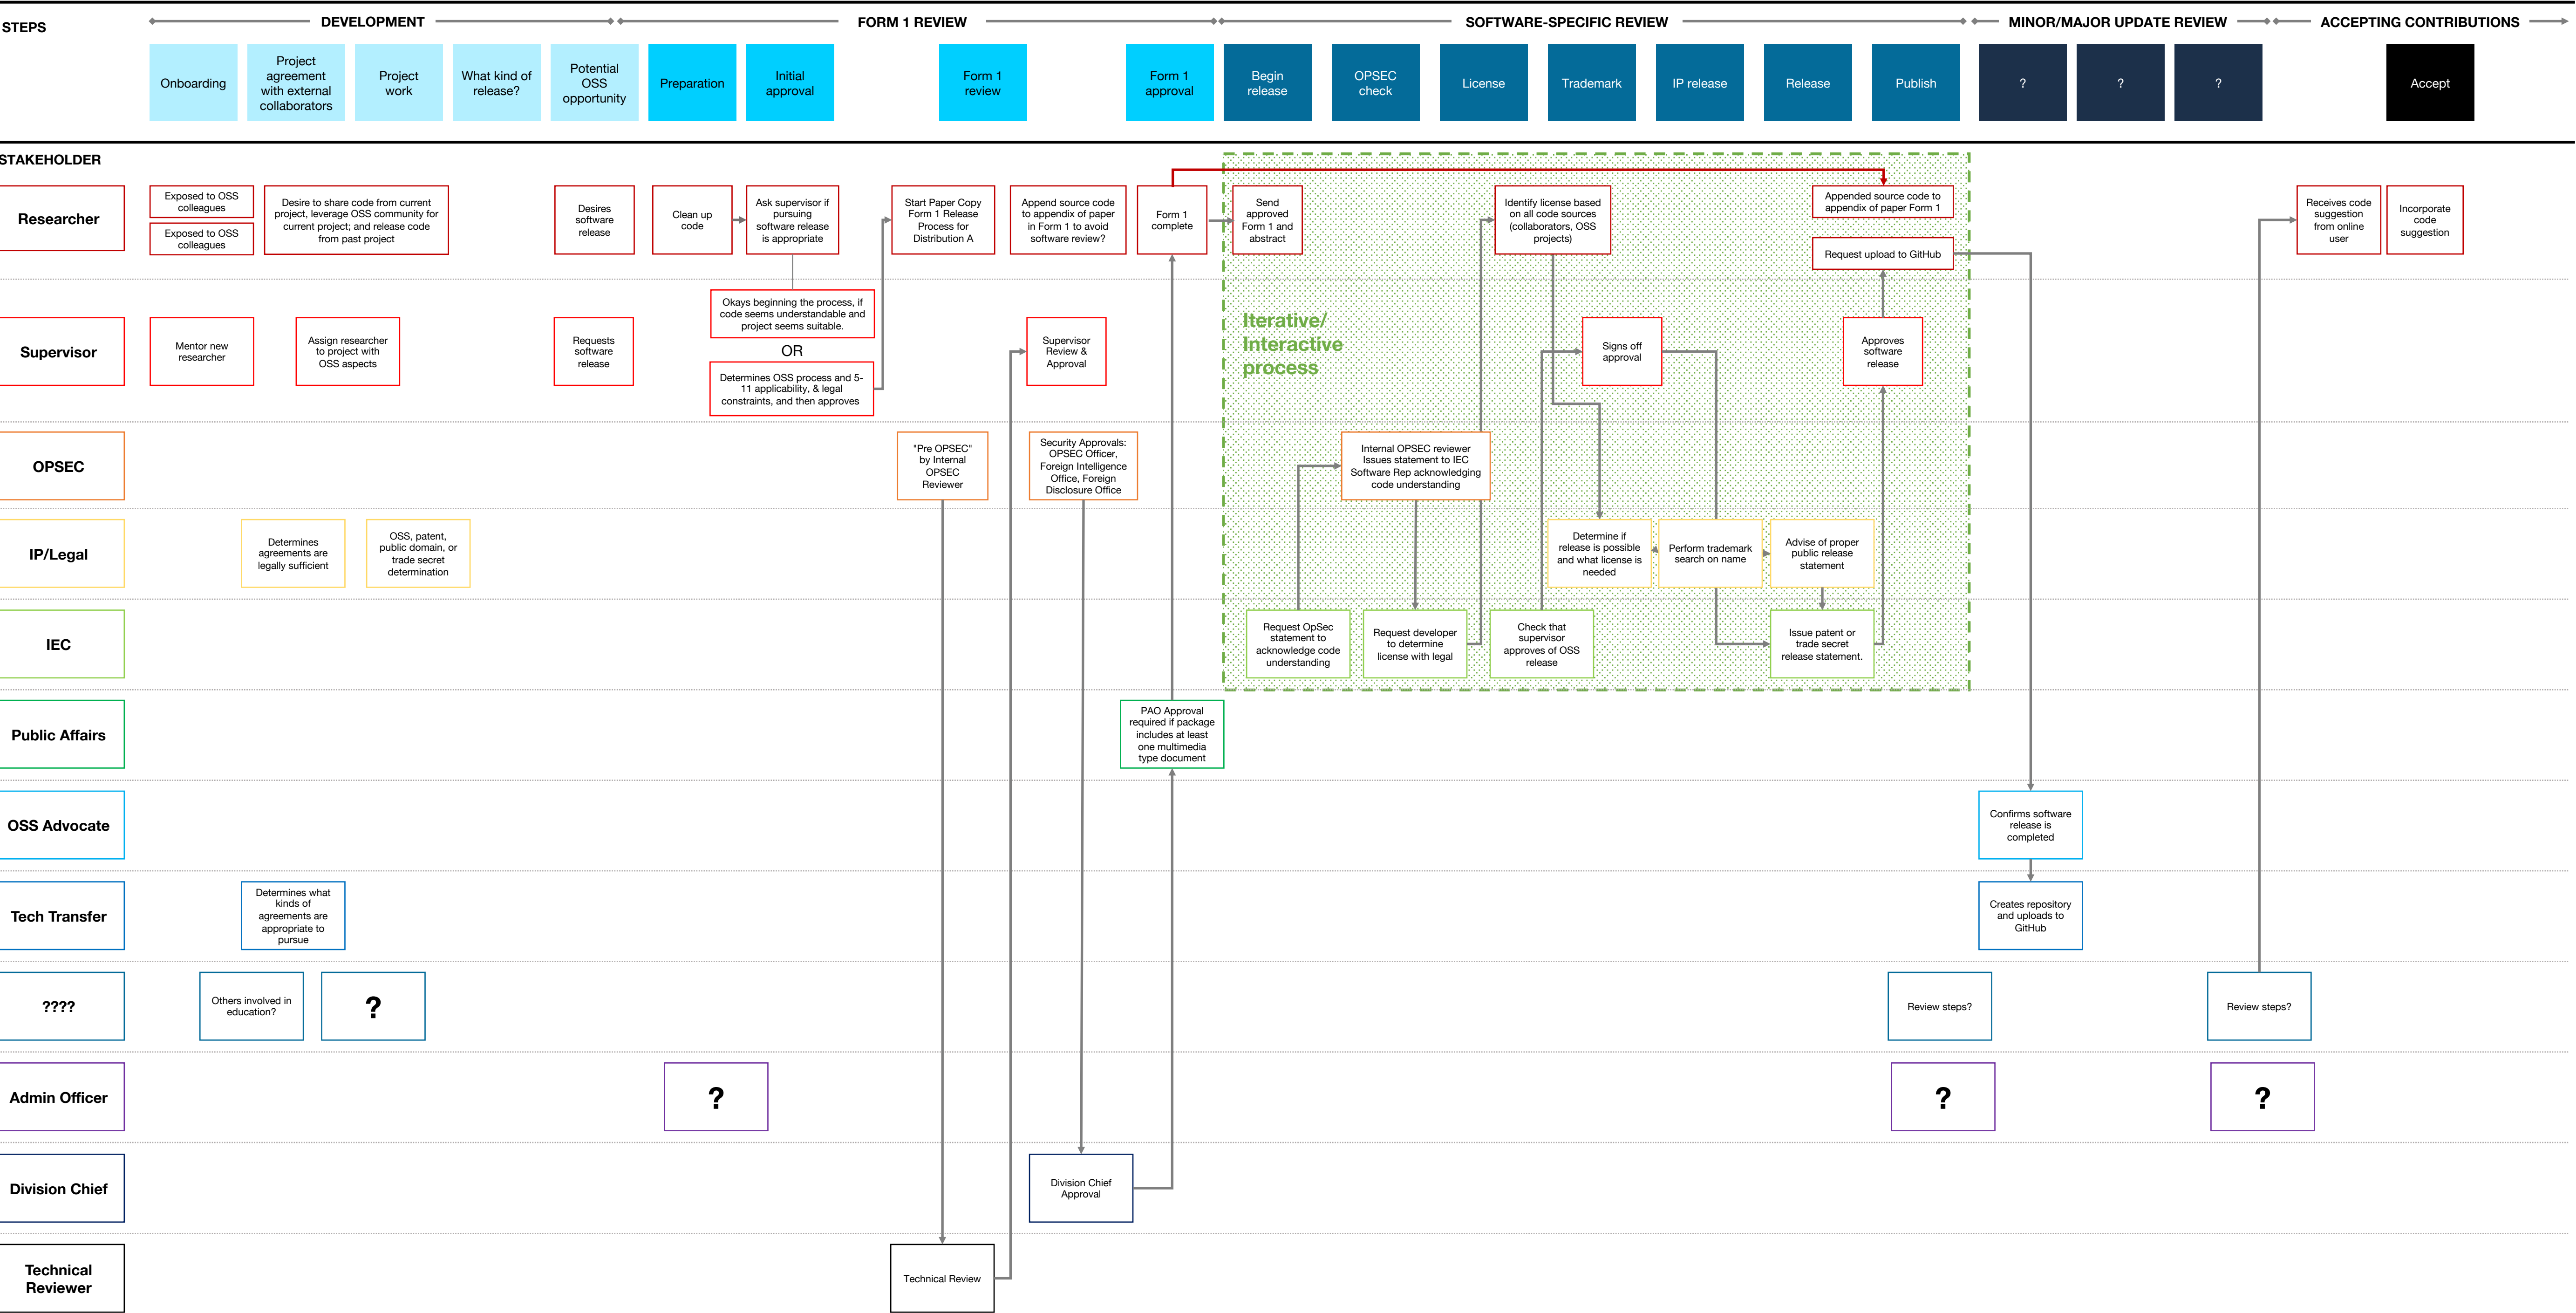 STEPS
DEVELOPMENT
FORM 1 REVIEW
SOFTWARE-SPECIFIC REVIEW
MINOR/MAJOR UPDATE REVIEW
ACCEPTING CONTRIBUTIONS
Onboarding
Project
agreement
with external
collaborators
Project
work
What kind of
release?
Potential
OSS
opportunity
Preparation
Initial
approval
Form 1
review
Form 1
approval
Begin
release
OPSEC
check
License
Trademark
IP release
Release
Publish
?
?
?
Accept
STAKEHOLDER
Researcher
Exposed to OSS
colleagues
Exposed to OSS
colleagues
Desire to share code from current
project, leverage OSS community for
current project; and release code
from past project
Desires
software
release
Clean up
code
Ask supervisor if
pursuing
software release
is appropriate
Start Paper Copy
Form 1 Release
Process for
Distribution A
Append source code
to appendix of paper
in Form 1 to avoid
software review?
Form 1
complete
Send
approved
Form 1 and
abstract
Identify license based
on all code sources
(collaborators, OSS
projects)
Appended source code to
appendix of paper Form 1
Request upload to GitHub
Receives code
suggestion
from online
user
Incorporate
code
suggestion
Supervisor
Mentor new
researcher
Assign researcher
to project with
OSS aspects
Requests
software
release
Okays beginning the process, if
code seems understandable and
project seems suitable.
OR
Determines OSS process and 5-
11 applicability, & legal
constraints, and then approves
Supervisor
Review &
Approval
Iterative/
Interactive
process
Signs off
approval
Approves
software
release
OPSEC
"Pre OPSEC"
by Internal
OPSEC
Reviewer
Security Approvals:
OPSEC Officer,
Foreign Intelligence
Office, Foreign
Disclosure Office
Internal OPSEC reviewer
Issues statement to IEC
Software Rep acknowledging
code understanding
IP/Legal
Determines
agreements are
legally sufficient
OSS, patent,
public domain, or
trade secret
determination
Determine if
release is possible
and what license is
needed
Perform trademark
search on name
Advise of proper
public release
statement
IEC
Request OpSec
statement to
acknowledge code
understanding
Request developer
to determine
license with legal
Check that
supervisor
approves of OSS
release
Issue patent or
trade secret
release statement.
Public Affairs
PAO Approval
required if package
includes at least
one multimedia
type document
OSS Advocate
Confirms software
release is
completed
Tech Transfer
Determines what
kinds of
agreements are
appropriate to
pursue
Creates repository
and uploads to
GitHub
????
Others involved in
education?
?
Review steps?
Review steps?
Admin Officer
?
?
?
Division Chief
Division Chief
Approval
Technical
Reviewer
Technical Review